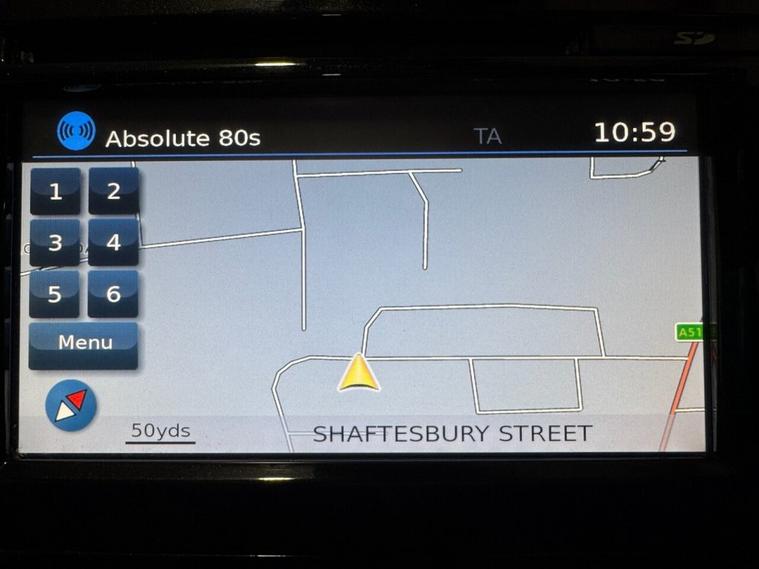 SD
Absolute 80s TA 10:59
1 2
3 4
5 6
A51
Menu
50yds SHAFTESBURY STREET